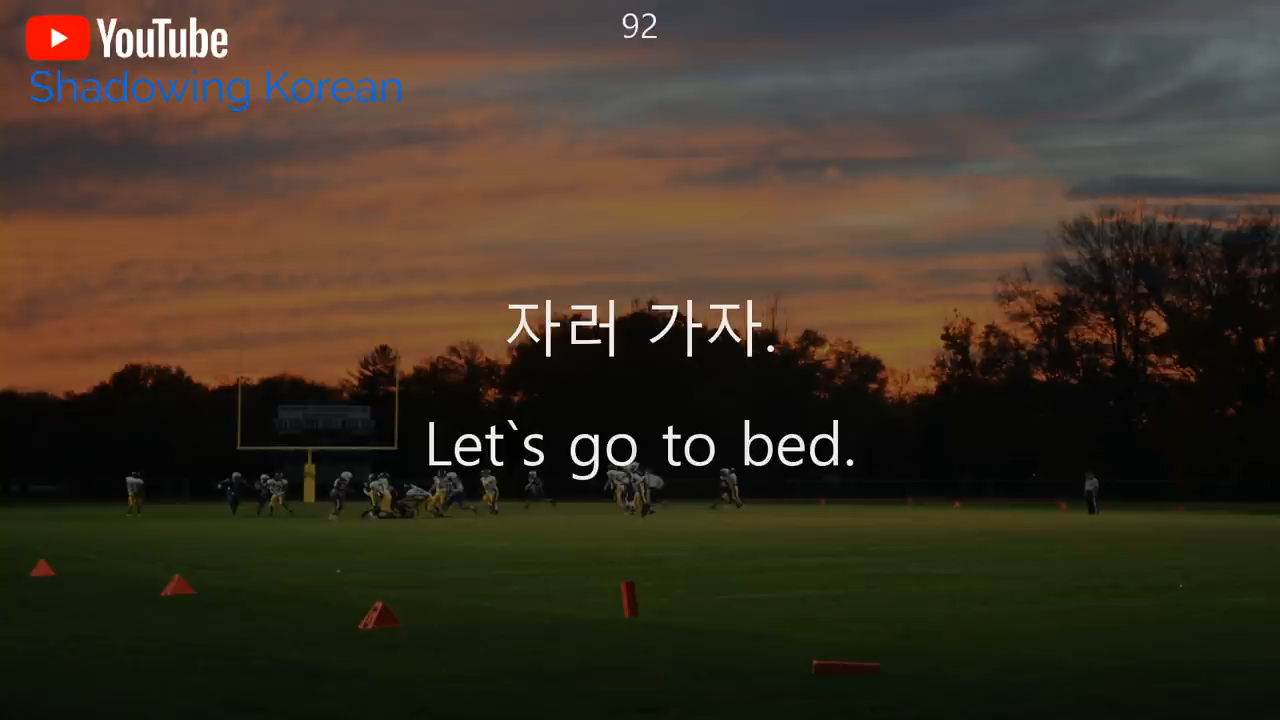 92
YouTube
Shadowing Korean
자러 가자.
Let`s go to bed.